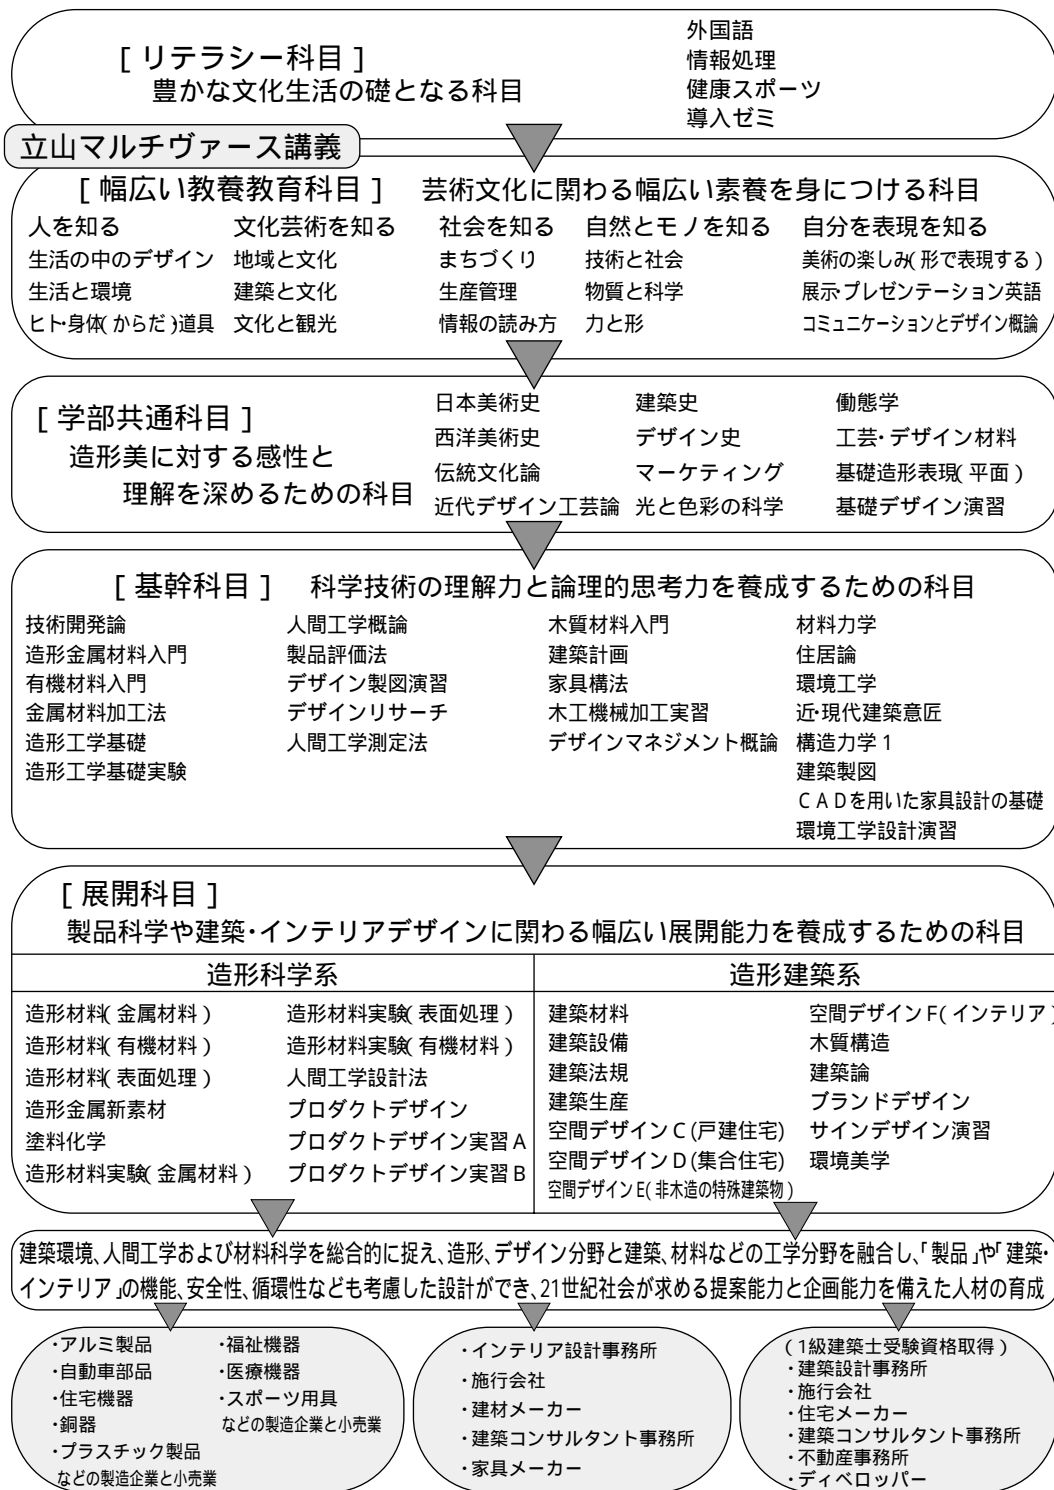 [ リテラシー科目 ]
豊かな文化生活の礎となる科目
外国語
情報処理
健康スポーツ
導入ゼミ
立山マルチヴァース講義
[ 幅広い教養教育科目 ] 芸術文化に関わる幅広い素養を身につける科目
人を知る
生活の中のデザイン
生活と環境
ヒト・身体(からだ)道具
文化芸術を知る
地域と文化
建築と文化
文化と観光
社会を知る
まちづくり
生産管理
情報の読み方
自然とモノを知る
技術と社会
物質と科学
力と形
自分を表現を知る
美術の楽しみ(形で表現する)
展示・プレゼンテーション英語
コミュニケーションとデザイン概論
[ 学部共通科目 ]
造形美に対する感性と
理解を深めるための科目
日本美術史
西洋美術史
伝統文化論
近代デザイン工芸論
建築史
デザイン史
マーケティング
光と色彩の科学
働態学
工芸・デザイン材料
基礎造形表現(平面)
基礎デザイン演習
[ 基幹科目 ] 科学技術の理解力と論理的思考力を養成するための科目
技術開発論
造形金属材料入門
有機材料入門
金属材料加工法
造形工学基礎
造形工学基礎実験
人間工学概論
製品評価法
デザイン製図演習
デザインリサーチ
人間工学測定法
木質材料入門
建築計画
家具構法
木工機械加工実習
デザインマネジメント概論
材料力学
住居論
環境工学
近・現代建築意匠
構造力学1
建築製図
CADを用いた家具設計の基礎
環境工学設計演習
[ 展開科目 ]
製品科学や建築・インテリアデザインに関わる幅広い展開能力を養成するための科目
造形科学系
造形材料(金属材料)
造形材料(有機材料)
造形材料(表面処理)
造形金属新素材
塗料化学
造形材料実験(金属材料)
造形材料実験(表面処理)
造形材料実験(有機材料)
人間工学設計法
プロダクトデザイン
プロダクトデザイン実習A
プロダクトデザイン実習B
造形建築系
建築材料
建築設備
建築法規
建築生産
空間デザインC(戸建住宅)
空間デザインD(集合住宅)
空間デザインE(非木造の特殊建築物)
空間デザインF(インテリア)
木質構造
建築論
ブランドデザイン
サインデザイン演習
環境美学
建築環境、人間工学および材料科学を総合的に捉え、造形、デザイン分野と建築、材料などの工学分野を融合し、「製品」や「建築・
インテリア」の機能、安全性、循環性なども考慮した設計ができ、21世紀社会が求める提案能力と企画能力を備えた人材の育成
・アルミ製品
・自動車部品
・住宅機器
・銅器
・プラスチック製品
などの製造企業と小売業
・福祉機器
・医療機器
・スポーツ用具
などの製造企業と小売業
・インテリア設計事務所
・施行会社
・建材メーカー
・建築コンサルタント事務所
・家具メーカー
(1級建築士受験資格取得)
・建築設計事務所
・施行会社
・住宅メーカー
・建築コンサルタント事務所
・不動産事務所
・ディベロッパー